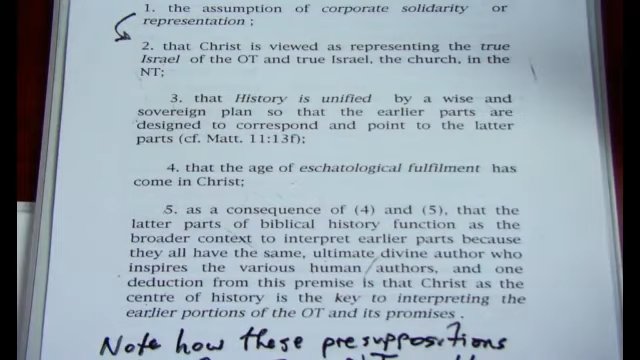 1. the assumption of corporate solidarity or
representation ;
2. that Christ is viewed as representing the true
Israel of the OT and true Israel, the church, in the
NT;
3. that History is unified by a wise and
sovereign plan so that the earlier parts are
designed to correspond and point to the latter
parts (cf. Matt. 11:13f);
4. that the age of eschatological fulfilment has
come in Christ;
5. as a consequence of (4) and (5), that the
latter parts of biblical history function as the
broader context to interpret earlier parts because
they all have the same, ultimate divine author who
inspires the various human authors, and one
deduction from this premise is that Christ as the
centre of history is the key to interpreting the
earlier portions of the OT and its promises .
Note how these presuppositions